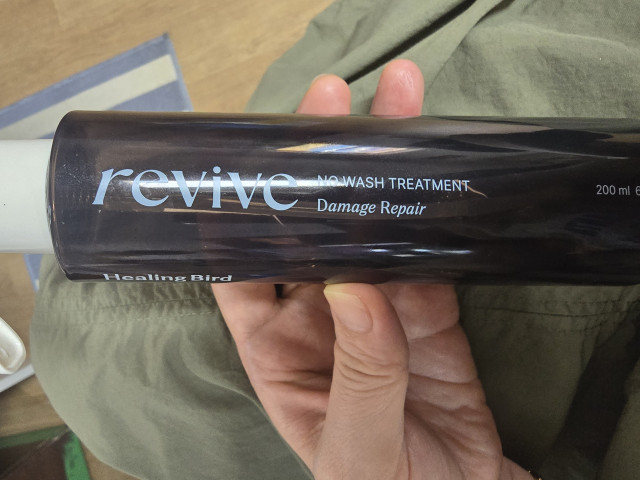 revive
NO WASH TREATMENT
Damage Repair
200 ml
Healing Bird